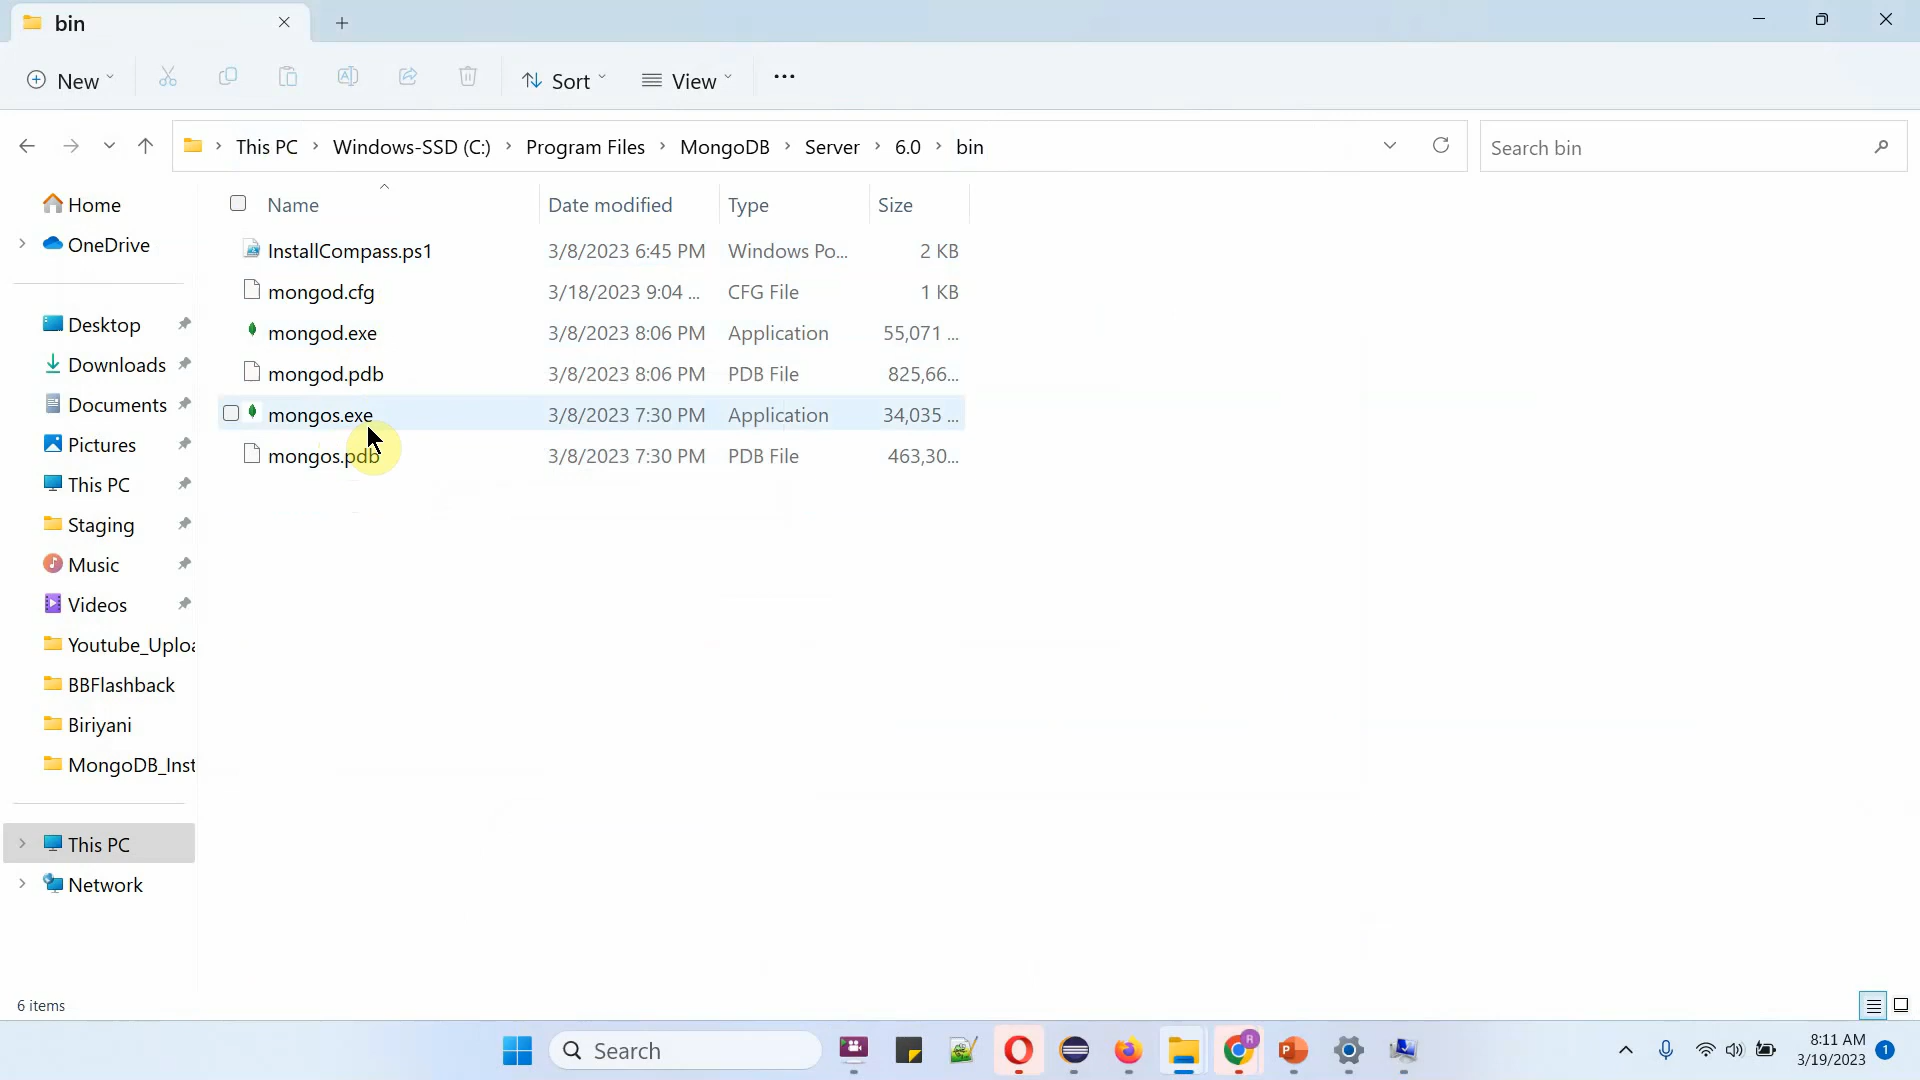 bin
New
Sort
View
This PC > Windows-SSD (C:) > Program Files > MongoDB > Server > 6.0 > bin
Search bin
Home
OneDrive
Desktop
Downloads
Documents
Pictures
This PC
Staging
Music
Videos
Youtube_Uploa
BBFlashback
Biriyani
MongoDB_Inst
This PC
Network
Name Date modified Type Size
InstallCompass.ps1 3/8/2023 6:45 PM Windows Po... 2 KB
mongod.cfg 3/18/2023 9:04 ... CFG File 1 KB
mongod.exe 3/8/2023 8:06 PM Application 55,071 ...
mongod.pdb 3/8/2023 8:06 PM PDB File 825,66...
mongos.exe 3/8/2023 7:30 PM Application 34,035 ...
mongos.pdb 3/8/2023 7:30 PM PDB File 463,30...
6 items
Search
R
P
8:11 AM
3/19/2023
1